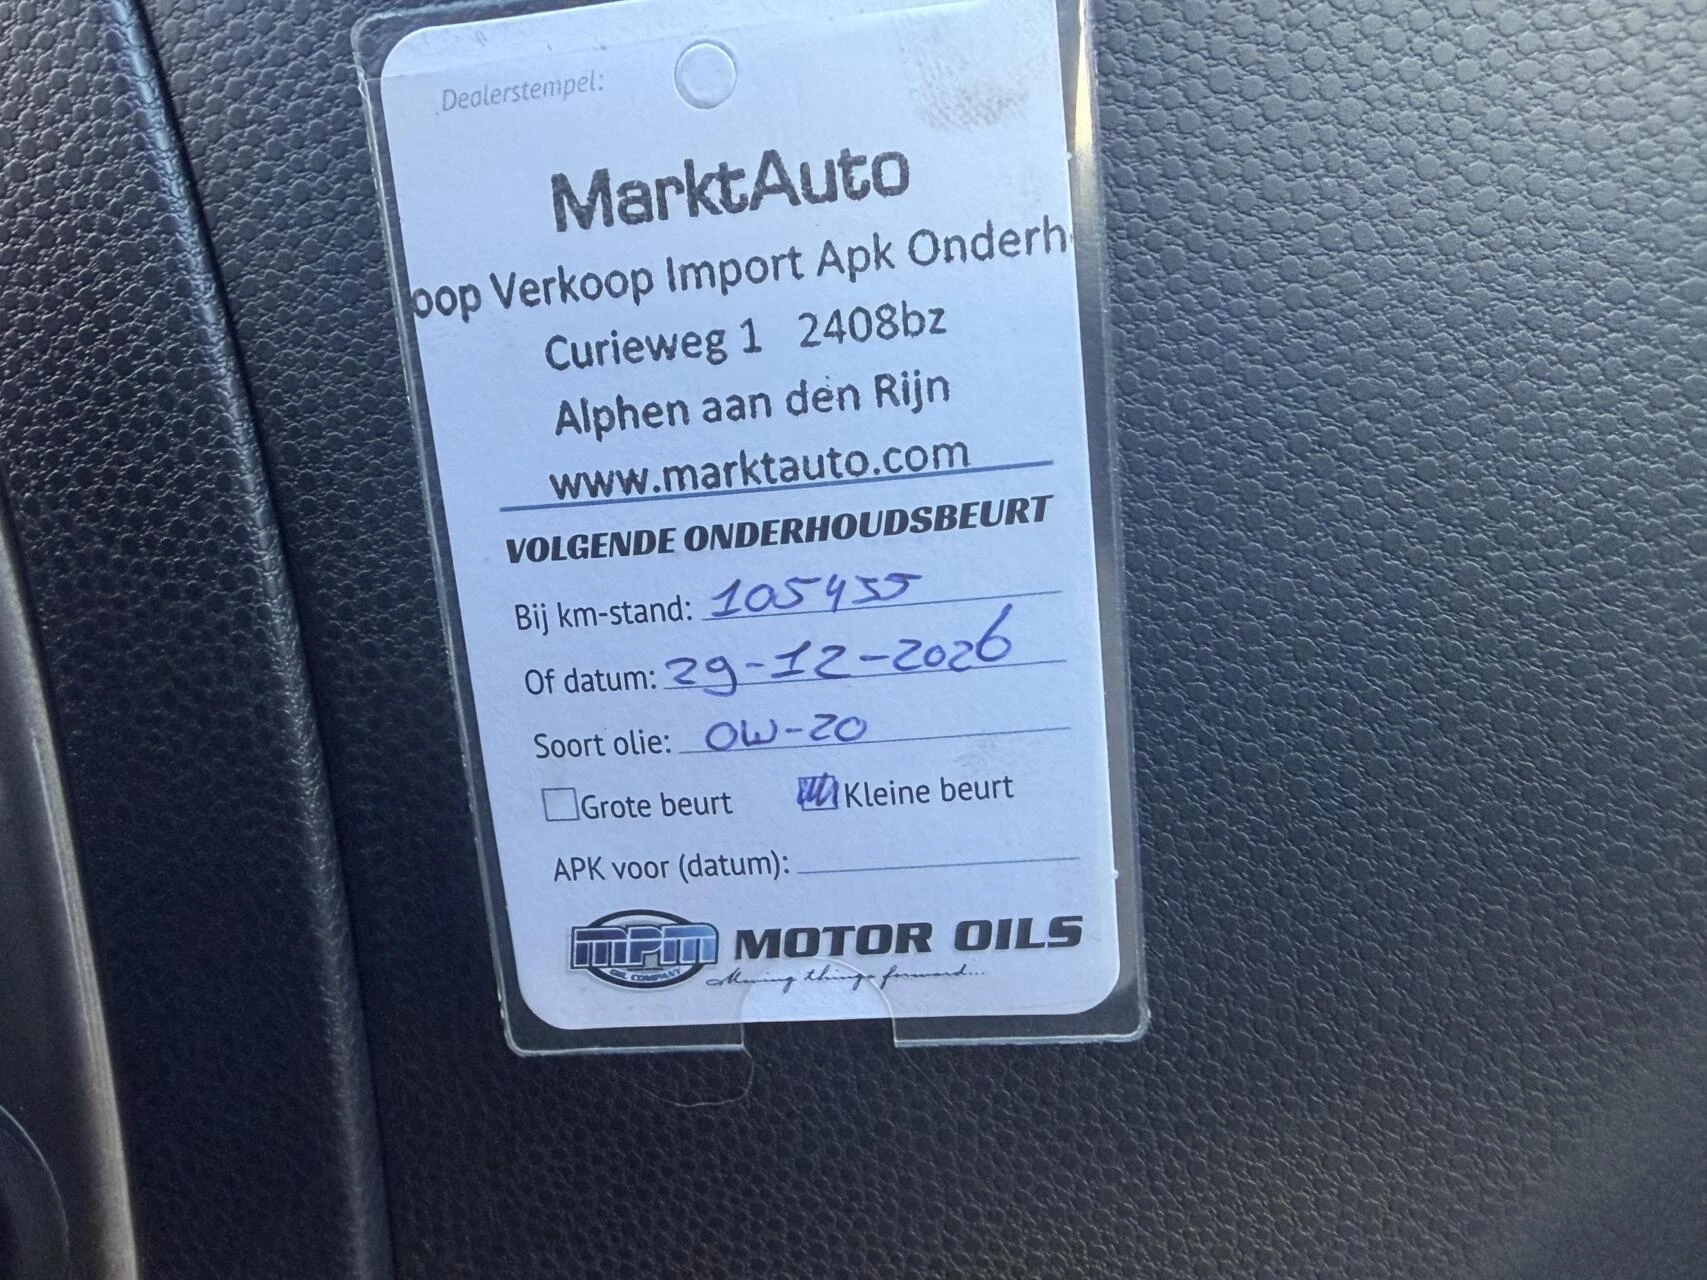 Dealerstempel:
MarktAuto
oop Verkoop Import Apk Onderh
Curieweg 1 2408bz
Alphen aan den Rijn
www.marktauto.com
VOLGENDE ONDERHOUDSBEURT
Bij km-stand: 105455
Of datum: 29-12-2026
Soort olie: OW-20
Grote beurt Kleine beurt
APK voor (datum):
MPM MOTOR OILS
OIL COMPANY
Moving things forward...